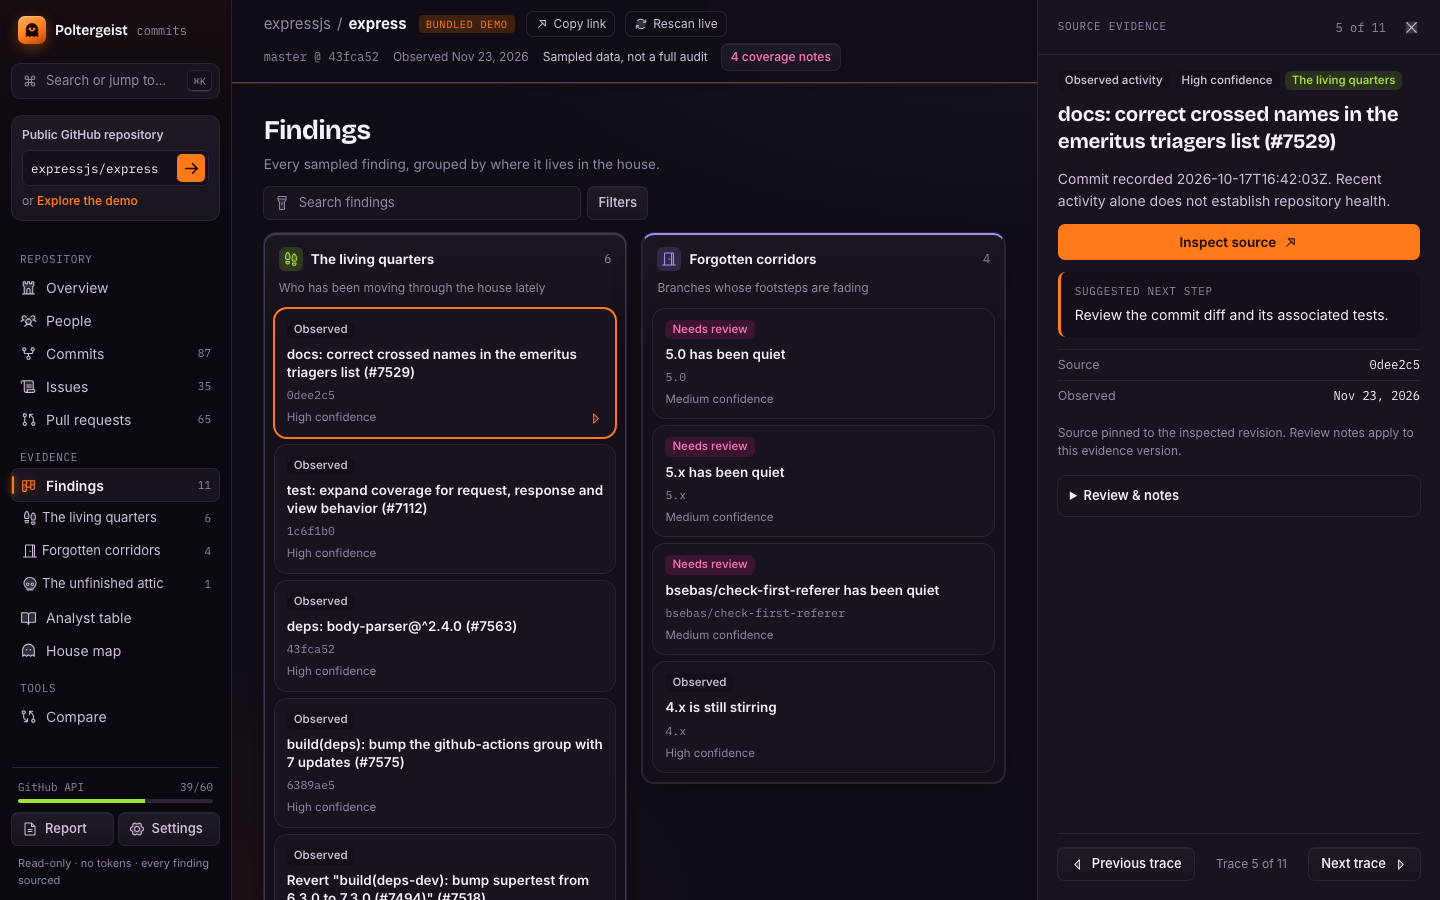 Poltergeist commits
Search or jump to... ⌘K
Public GitHub repository
expressjs/express
or Explore the demo
REPOSITORY
Overview
People
Commits 87
Issues 35
Pull requests 65
EVIDENCE
Findings 11
The living quarters 6
Forgotten corridors 4
The unfinished attic 1
Analyst table
House map
TOOLS
Compare
GitHub API 39/60
Report Settings
Read-only · no tokens · every finding
sourced
expressjs / express BUNDLED DEMO Copy link Rescan live
master @ 43fca52 Observed Nov 23, 2026 Sampled data, not a full audit 4 coverage notes
Findings
Every sampled finding, grouped by where it lives in the house.
Search findings Filters
The living quarters 6
Who has been moving through the house lately
Observed
docs: correct crossed names in the emeritus
triagers list (#7529)
0dee2c5
High confidence
Observed
test: expand coverage for request, response and
view behavior (#7112)
1c6f1b0
High confidence
Observed
deps: body-parser@^2.4.0 (#7563)
43fca52
High confidence
Observed
build(deps): bump the github-actions group with
7 updates (#7575)
6389ae5
High confidence
Observed
Revert "build(deps-dev): bump supertest from
6.3.0 to 7.3.0 (#7494)" (#7518)
Forgotten corridors 4
Branches whose footsteps are fading
Needs review
5.0 has been quiet
5.0
Medium confidence
Needs review
5.x has been quiet
5.x
Medium confidence
Needs review
bsebas/check-first-referer has been quiet
bsebas/check-first-referer
Medium confidence
Observed
4.x is still stirring
4.x
High confidence
SOURCE EVIDENCE 5 of 11
Observed activity High confidence The living quarters
docs: correct crossed names in the
emeritus triagers list (#7529)
Commit recorded 2026-10-17T16:42:03Z. Recent
activity alone does not establish repository health.
Inspect source
SUGGESTED NEXT STEP
Review the commit diff and its associated tests.
Source 0dee2c5
Observed Nov 23, 2026
Source pinned to the inspected revision. Review notes apply to
this evidence version.
Review & notes
Previous trace Trace 5 of 11 Next trace